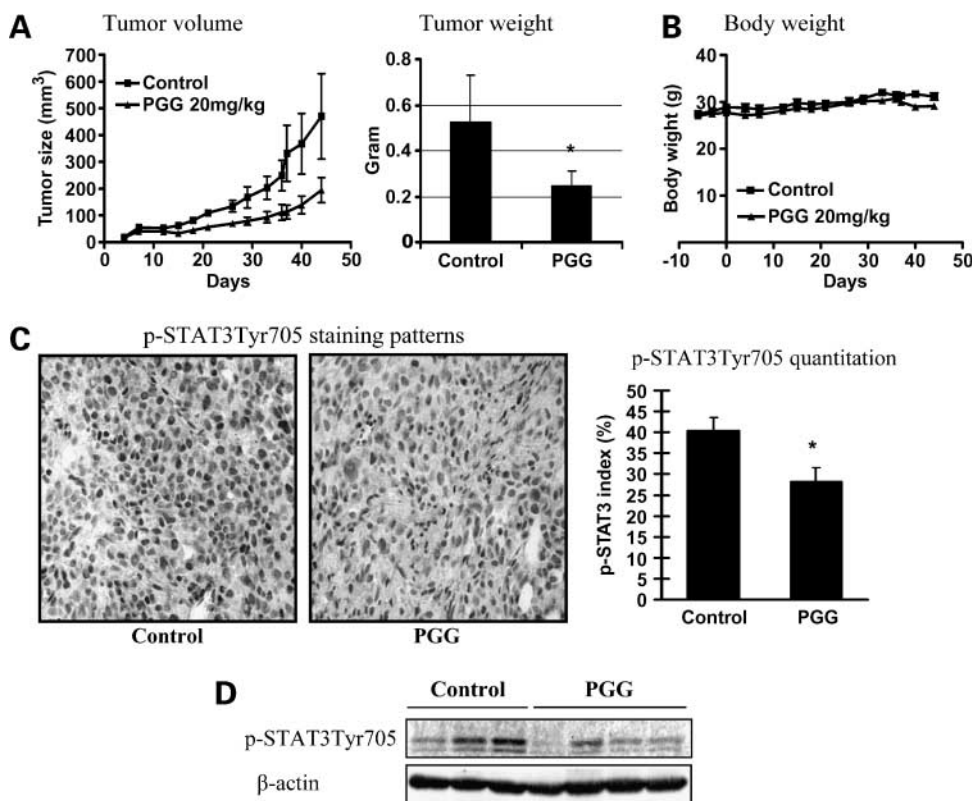 A Tumor volume
Tumor size (mm³)
700
600
500
400
300
200
100
0
Control
PGG 20mg/kg
0 10 20 30 40 50
Days
Tumor weight
Gram
0.8
0.6
0.4
0.2
0
*
Control PGG
B Body weight
Body wight (g)
50
30
10
Control
PGG 20mg/kg
-10 0 10 20 30 40 50
Days
C p-STAT3Tyr705 staining patterns
Control PGG
p-STAT3Tyr705 quantitation
p-STAT3 index (%)
50
45
40
35
30
25
20
15
10
5
0
*
Control PGG
D Control PGG
p-STAT3Tyr705
β-actin